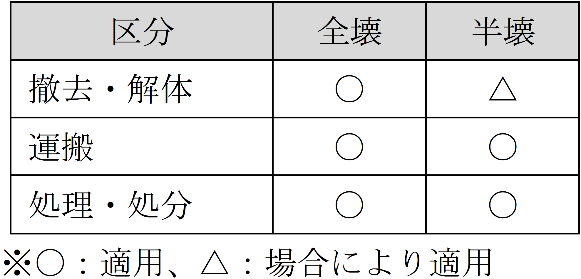 区分 全壊 半壊
撤去・解体 ○ △
運搬 ○ ○
処理・処分 ○ ○
※○：適用、△：場合により適用